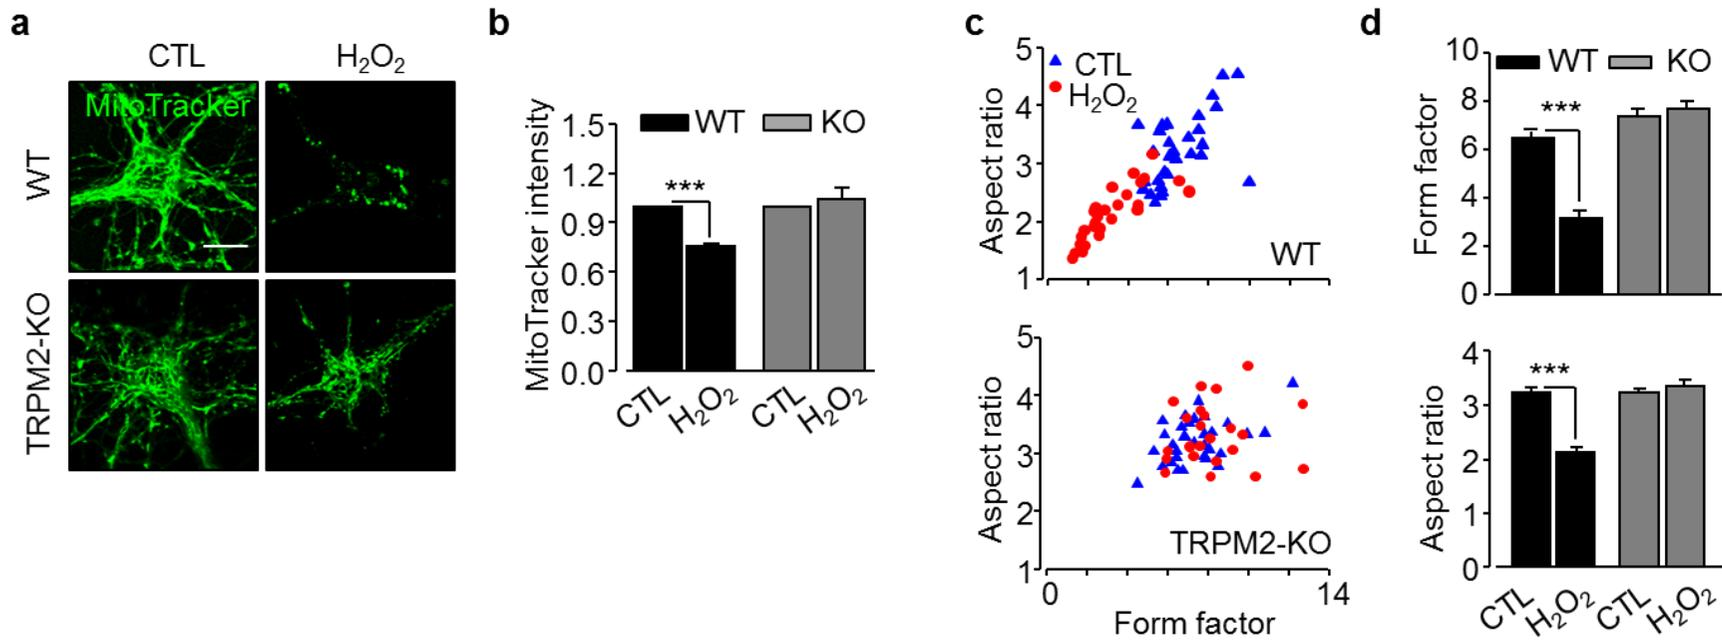 a
CTL
H₂O₂
MitoTracker
WT
TRPM2-KO
b
WT
KO
MitoTracker intensity
1.5
1.2
0.9
0.6
0.3
0.0
***
CTL
H₂O₂
CTL
H₂O₂
c
CTL
H₂O₂
Aspect ratio
5
4
3
2
1
WT
Aspect ratio
5
4
3
2
1
TRPM2-KO
0
14
Form factor
d
WT
KO
Form factor
10
8
6
4
2
0
***
Aspect ratio
4
3
2
1
0
***
CTL
H₂O₂
CTL
H₂O₂